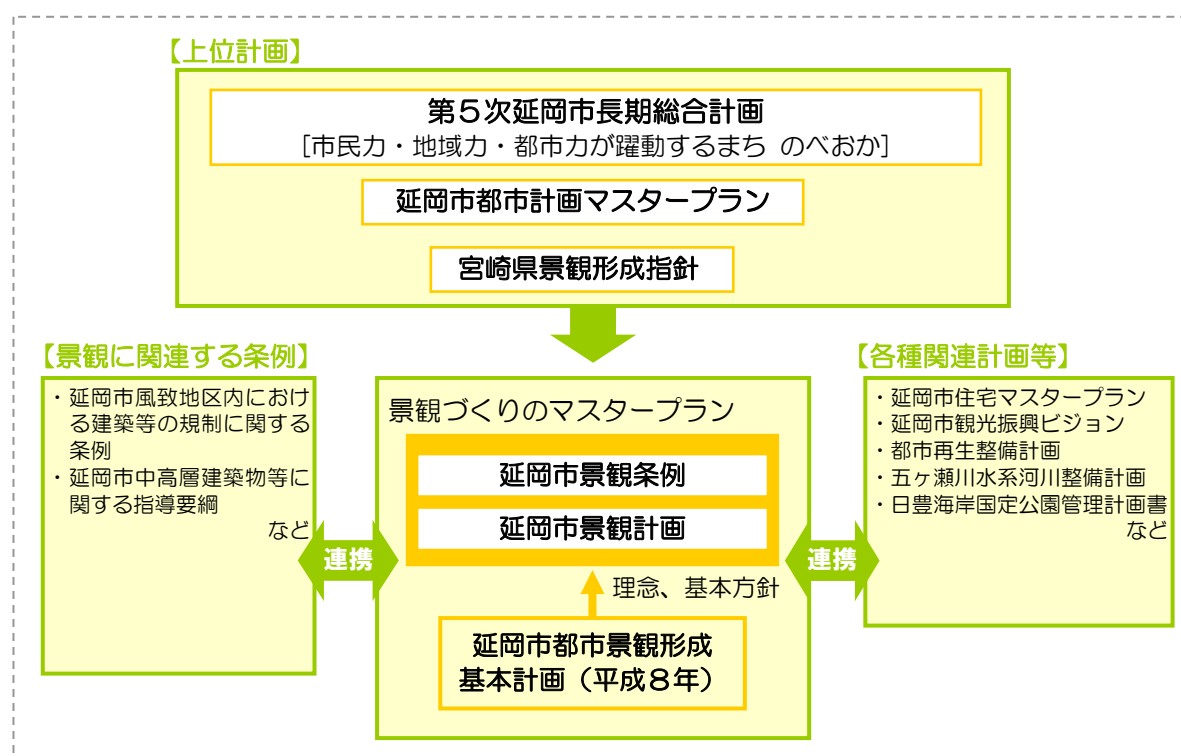 【上位計画】
第5次延岡市長期総合計画
[市民力・地域力・都市力が躍動するまち のべおか]
延岡市都市計画マスタープラン
宮崎県景観形成指針
【景観に関連する条例】
・延岡市風致地区内におけ
る建築等の規制に関する
条例
・延岡市中高層建築物等に
関する指導要綱
など
連携
景観づくりのマスタープラン
延岡市景観条例
延岡市景観計画
理念、基本方針
延岡市都市景観形成
基本計画（平成8年）
連携
【各種関連計画等】
・延岡市住宅マスタープラン
・延岡市観光振興ビジョン
・都市再生整備計画
・五ヶ瀬川水系河川整備計画
・日豊海岸国定公園管理計画書
など